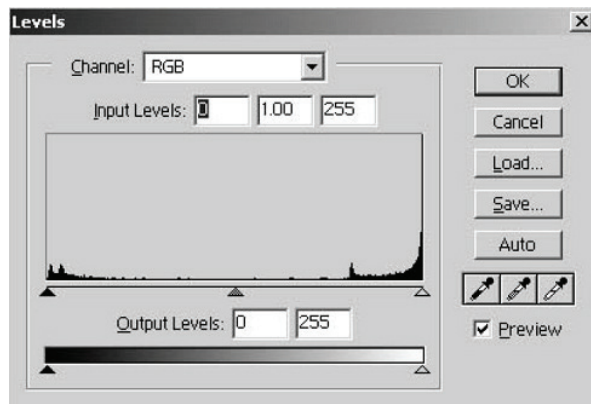 Levels
Channel: RGB
Input Levels: 0 1.00 255
Output Levels: 0 255
OK
Cancel
Load...
Save...
Auto
Preview